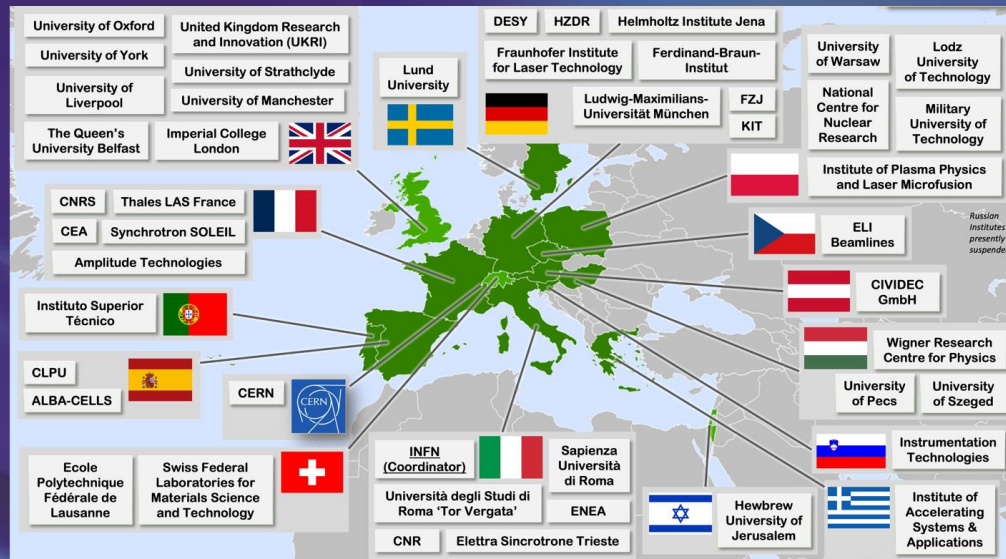 University of Oxford
United Kingdom Research
and Innovation (UKRI)
University of York
University of Strathclyde
University of
Liverpool
University of Manchester
The Queen's
University Belfast
Imperial College
London
Lund
University
DESY
HZDR
Helmholtz Institute Jena
Fraunhofer Institute
for Laser Technology
Ferdinand-Braun-
Institut
Ludwig-Maximilians-
Universität München
FZJ
KIT
University
of Warsaw
Lodz
University
of Technology
National
Centre for
Nuclear
Research
Military
University of
Technology
Institute of Plasma Physics
and Laser Microfusion
CNRS
Thales LAS France
CEA
Synchrotron SOLEIL
Amplitude Technologies
ELI
Beamlines
Russian
Institutes
presently
CIVIDEC
GmbH
Instituto Superior
Técnico
Wigner Research
Centre for Physics
University
of Pecs
University
of Szeged
CLPU
ALBA-CELLS
CERN
CERN
Instrumentation
Technologies
Ecole
Polytechnique
Fédérale de
Lausanne
Swiss Federal
Laboratories for
Materials Science
and Technology
INFN
(Coordinator)
Sapienza
Università
di Roma
Università degli Studi di
Roma 'Tor Vergata'
ENEA
CNR
Elettra Sincrotrone Trieste
Hewbrew
University of
Jerusalem
Institute of
Accelerating
Systems &
Applications